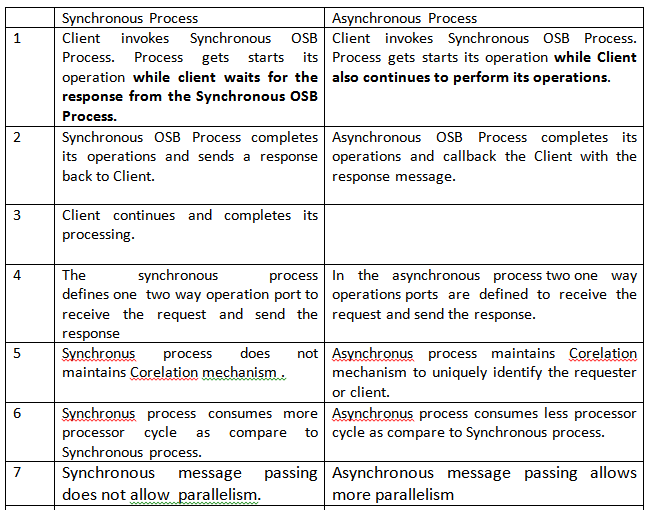 Synchronous Process Asynchronous Process
1
Client invokes Synchronous OSB
Process. Process gets starts its
operation while client waits for the
response from the Synchronous OSB
Process.
Client invokes Synchronous OSB Process.
Process gets starts its operation while Client
also continues to perform its operations.
2
Synchronous OSB Process completes
its operations and sends a response
back to Client.
Asynchronous OSB Process completes its
operations and callback the Client with the
response message.
3
Client continues and completes its
processing.
4
The synchronous process
defines one two way operation port to
receive the request and send the
response
In the asynchronous process two one way
operations ports are defined to receive the
request and send the response.
5
Synchronus process does not
maintains Corelation mechanism .
Asynchronus process maintains Corelation
mechanism to uniquely identify the requester
or client.
6
Synchronus process consumes more
processor cycle as compare to
Synchronous process.
Asynchronus process consumes less processor
cycle as compare to Synchronous process.
7
Synchronous message passing
does not allow parallelism.
Asynchronous message passing allows
more parallelism